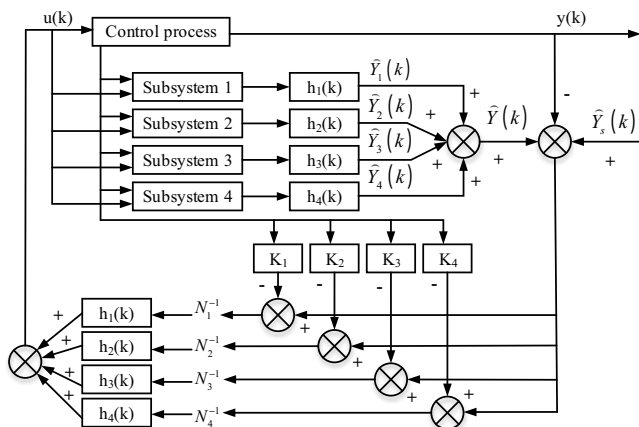 u(k)
Control process
y(k)
Subsystem 1
h₁(k)
Ŷ₁(k)
+
-
Subsystem 2
h₂(k)
Ŷ₂(k)
+
Ŷ(k)
+
Ŷₛ(k)
+
Subsystem 3
h₃(k)
Ŷ₃(k)
+
Subsystem 4
h₄(k)
Ŷ₄(k)
+
K₁
K₂
K₃
K₄
-
-
-
-
+
h₁(k)
N₁⁻¹
+
+
h₂(k)
N₂⁻¹
+
+
h₃(k)
N₃⁻¹
+
+
+
h₄(k)
N₄⁻¹
+
+